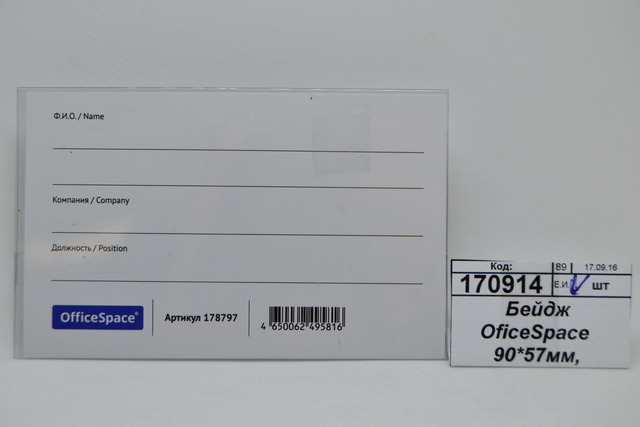 Ф.И.О. / Name
Компания / Company
Должность / Position
OfficeSpace®
Артикул 178797
4 650062 495816
Код: 89 17.09.16
170914 Е.И. шт
Бейдж
OficeSpace
90*57мм,